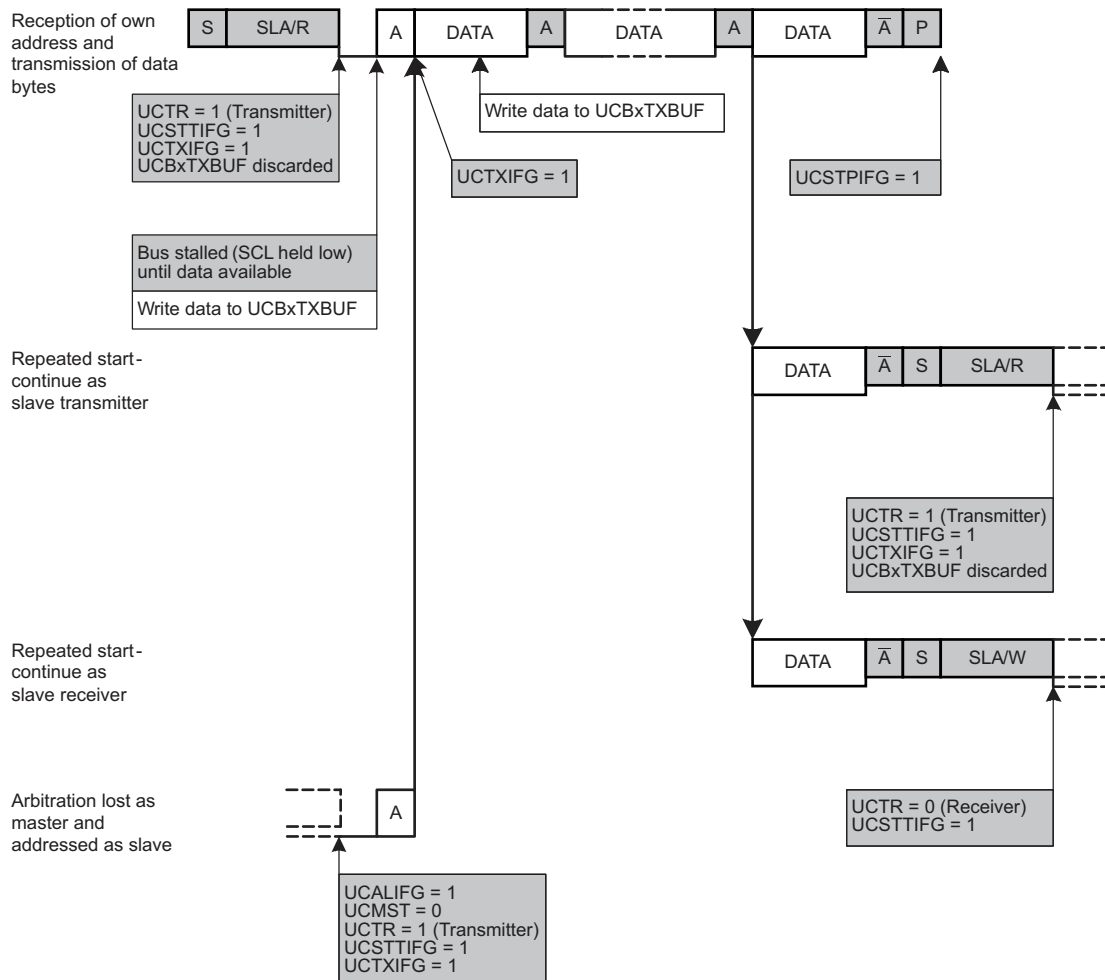 Reception of own
address and
transmission of data
bytes
S SLA/R A DATA A DATA A DATA A̅ P
UCTR = 1 (Transmitter)
UCSTTIFG = 1
UCTXIFG = 1
UCBxTXBUF discarded
Write data to UCBxTXBUF
UCTXIFG = 1
UCSTPIFG = 1
Bus stalled (SCL held low)
until data available
Write data to UCBxTXBUF
Repeated start-
continue as
slave transmitter
DATA A̅ S SLA/R
UCTR = 1 (Transmitter)
UCSTTIFG = 1
UCTXIFG = 1
UCBxTXBUF discarded
Repeated start-
continue as
slave receiver
DATA A̅ S SLA/W
UCTR = 0 (Receiver)
UCSTTIFG = 1
Arbitration lost as
master and
addressed as slave
A
UCALIFG = 1
UCMST = 0
UCTR = 1 (Transmitter)
UCSTTIFG = 1
UCTXIFG = 1